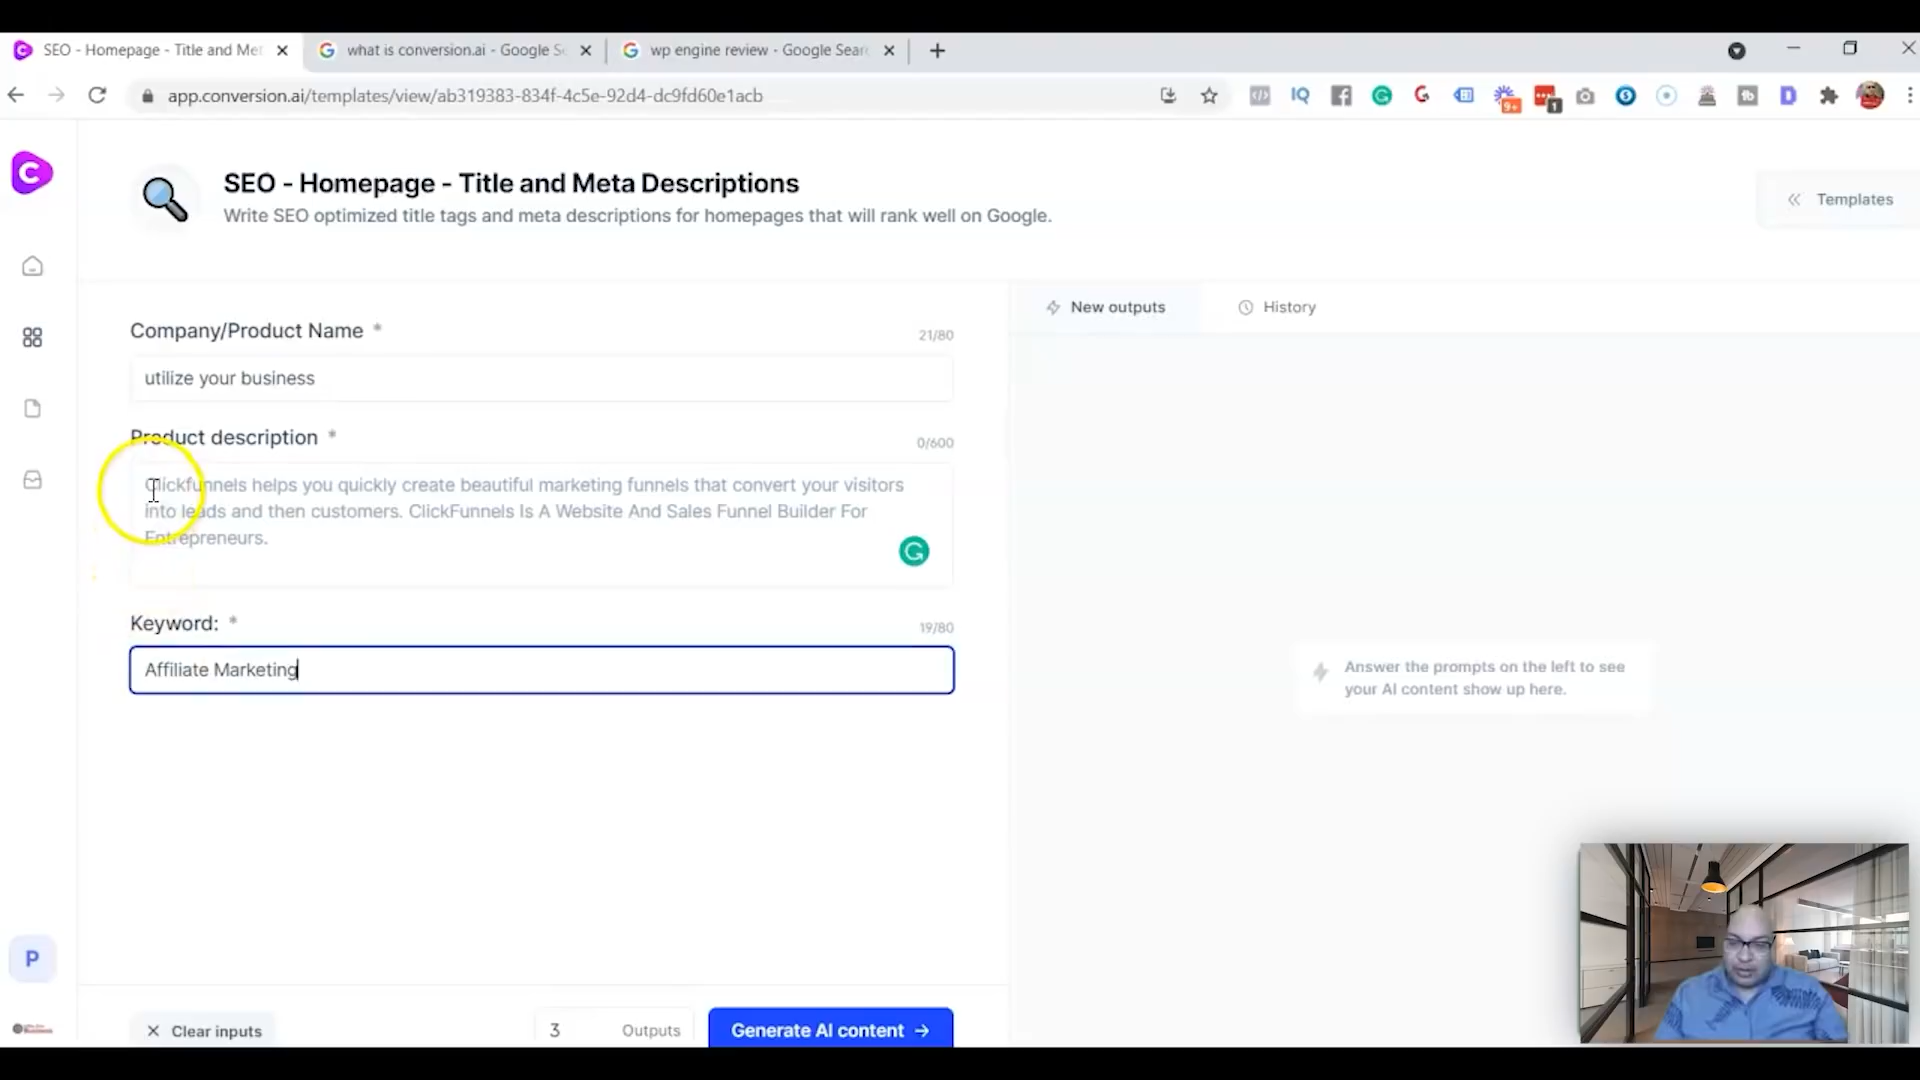 SEO - Homepage - Title and Met
what is conversion.ai - Google Se
wp engine review - Google Sear
app.conversion.ai/templates/view/ab319383-834f-4c5e-92d4-dc9fd60e1acb
IQ
9+
1
SEO - Homepage - Title and Meta Descriptions
Write SEO optimized title tags and meta descriptions for homepages that will rank well on Google.
Templates
New outputs
History
Company/Product Name *
21/80
utilize your business
Product description *
0/600
Clickfunnels helps you quickly create beautiful marketing funnels that convert your visitors
into leads and then customers. ClickFunnels Is A Website And Sales Funnel Builder For
Entrepreneurs.
Keyword: *
19/80
Affiliate Marketing
Answer the prompts on the left to see
your AI content show up here.
P
Clear inputs
3 Outputs
Generate AI content